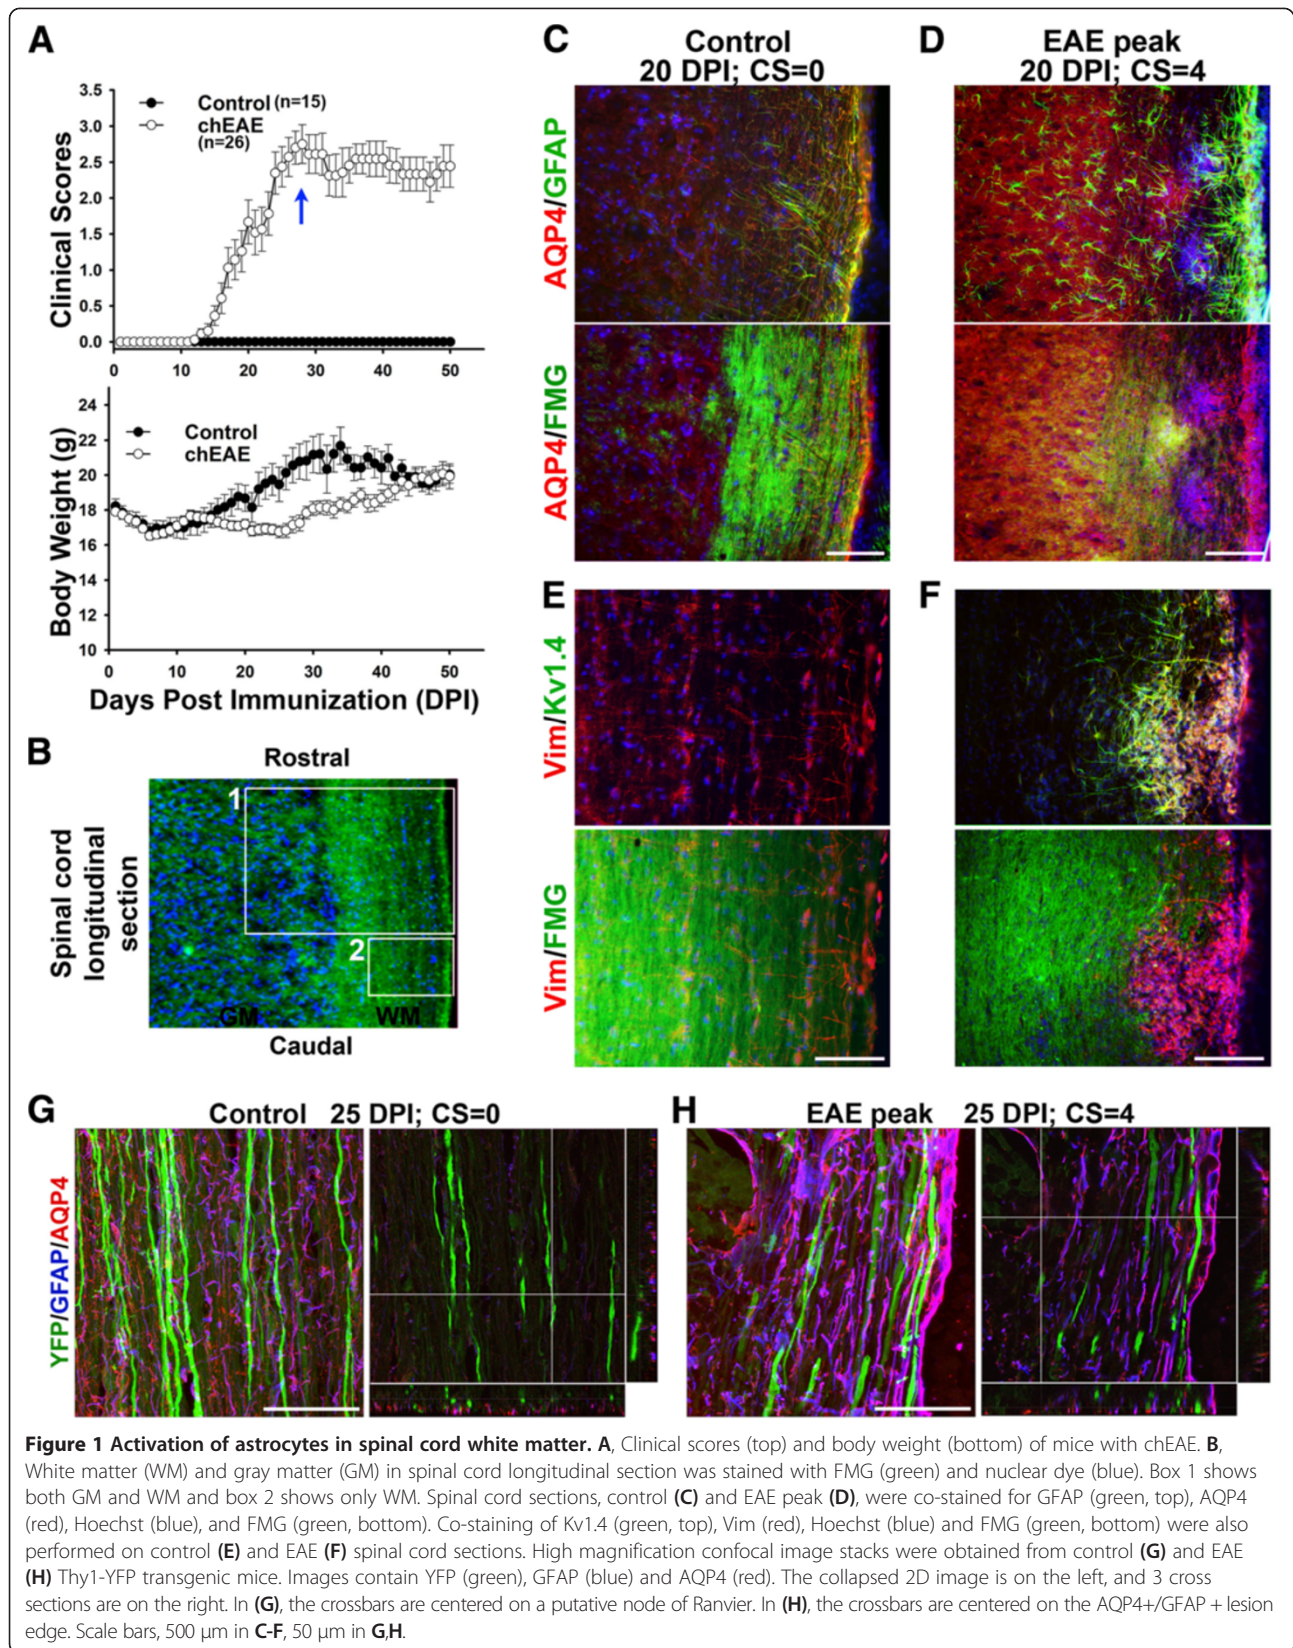 A
3.5
3.0
2.5
2.0
1.5
1.0
0.5
0.0
Clinical Scores
Control (n=15)
chEAE
(n=26)
0 10 20 30 40 50
24
22
20
18
16
14
12
10
Body Weight (g)
Control
chEAE
0 10 20 30 40 50
Days Post Immunization (DPI)
B
Rostral
Spinal cord
longitudinal
section
1
2
GM
WM
Caudal
C
Control
20 DPI; CS=0
D
EAE peak
20 DPI; CS=4
AQP4/GFAP
AQP4/FMG
E
F
Vim/Kv1.4
Vim/FMG
G
Control 25 DPI; CS=0
H
EAE peak 25 DPI; CS=4
YFP/GFAP/AQP4
Figure 1 Activation of astrocytes in spinal cord white matter. A, Clinical scores (top) and body weight (bottom) of mice with chEAE. B,
White matter (WM) and gray matter (GM) in spinal cord longitudinal section was stained with FMG (green) and nuclear dye (blue). Box 1 shows
both GM and WM and box 2 shows only WM. Spinal cord sections, control (C) and EAE peak (D), were co-stained for GFAP (green, top), AQP4
(red), Hoechst (blue), and FMG (green, bottom). Co-staining of Kv1.4 (green, top), Vim (red), Hoechst (blue) and FMG (green, bottom) were also
performed on control (E) and EAE (F) spinal cord sections. High magnification confocal image stacks were obtained from control (G) and EAE
(H) Thy1-YFP transgenic mice. Images contain YFP (green), GFAP (blue) and AQP4 (red). The collapsed 2D image is on the left, and 3 cross
sections are on the right. In (G), the crossbars are centered on a putative node of Ranvier. In (H), the crossbars are centered on the AQP4+/GFAP + lesion
edge. Scale bars, 500 μm in C-F, 50 μm in G,H.